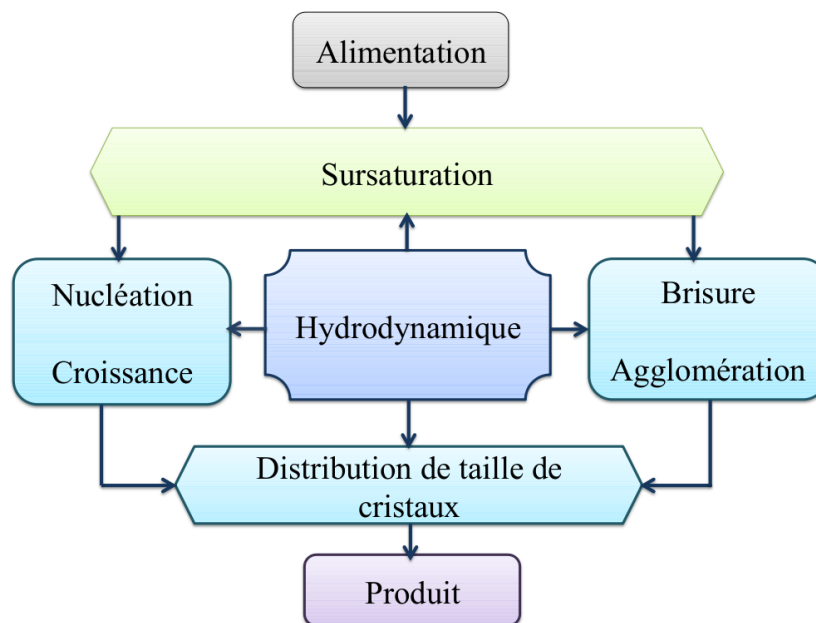 Alimentation
Sursaturation
Nucléation
Croissance
Hydrodynamique
Brisure
Agglomération
Distribution de taille de
cristaux
Produit